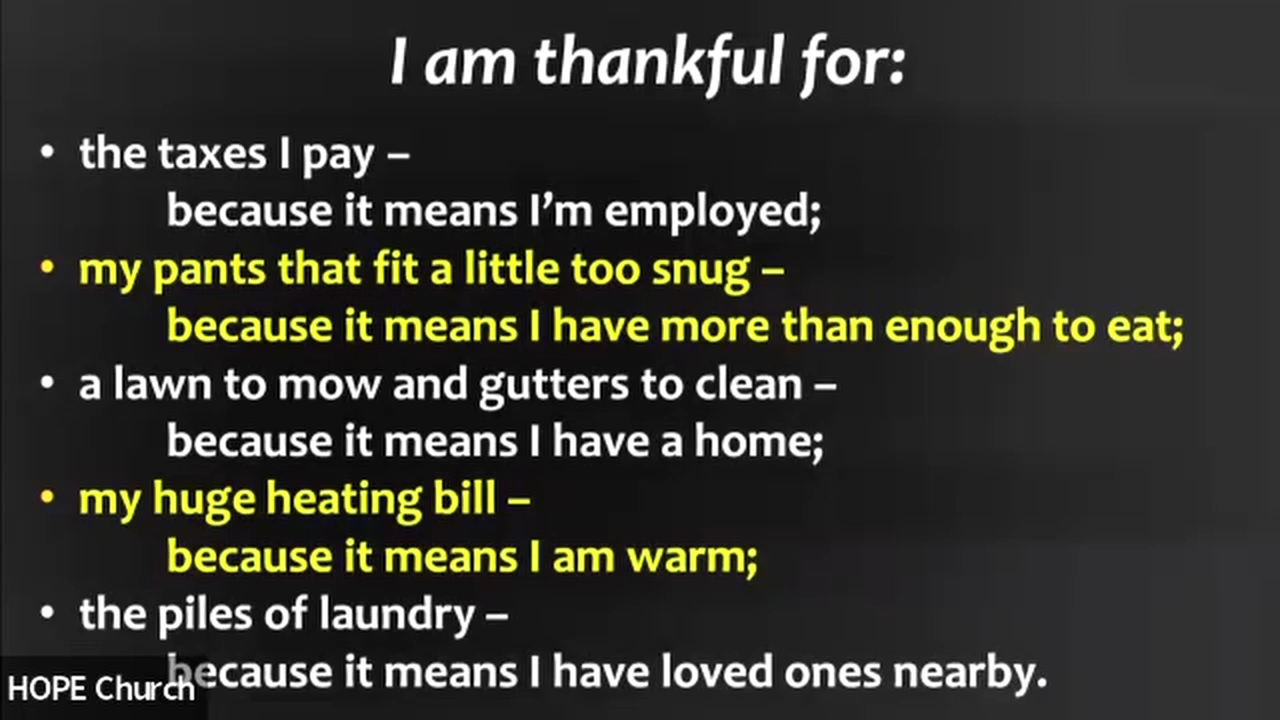 I am thankful for:
• the taxes I pay –
because it means I’m employed;
• my pants that fit a little too snug –
because it means I have more than enough to eat;
• a lawn to mow and gutters to clean –
because it means I have a home;
• my huge heating bill –
because it means I am warm;
• the piles of laundry –
because it means I have loved ones nearby.
HOPE Church